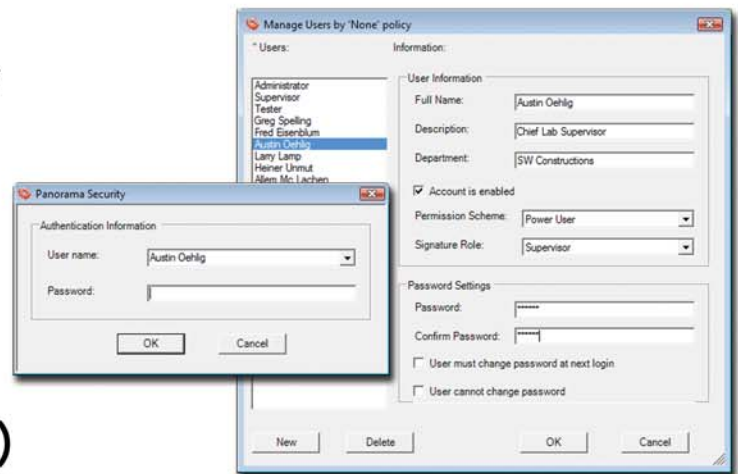 Manage Users by 'None' policy
* Users:
Information:
Administrator
Supervisor
Tester
Greg Spelling
Fred Eisenblum
Austin Oehlig
Larry Lamp
Heiner Unmut
Allem Mc Lachen
User Information
Full Name: Austin Oehlig
Description: Chief Lab Supervisor
Department: SW Constructions
Account is enabled
Permission Scheme: Power User
Signature Role: Supervisor
Password Settings
Password: ******
Confirm Password: ******
User must change password at next login
User cannot change password
New
Delete
OK
Cancel
Panorama Security
Authentication Information
User name: Austin Oehlig
Password:
OK
Cancel
)